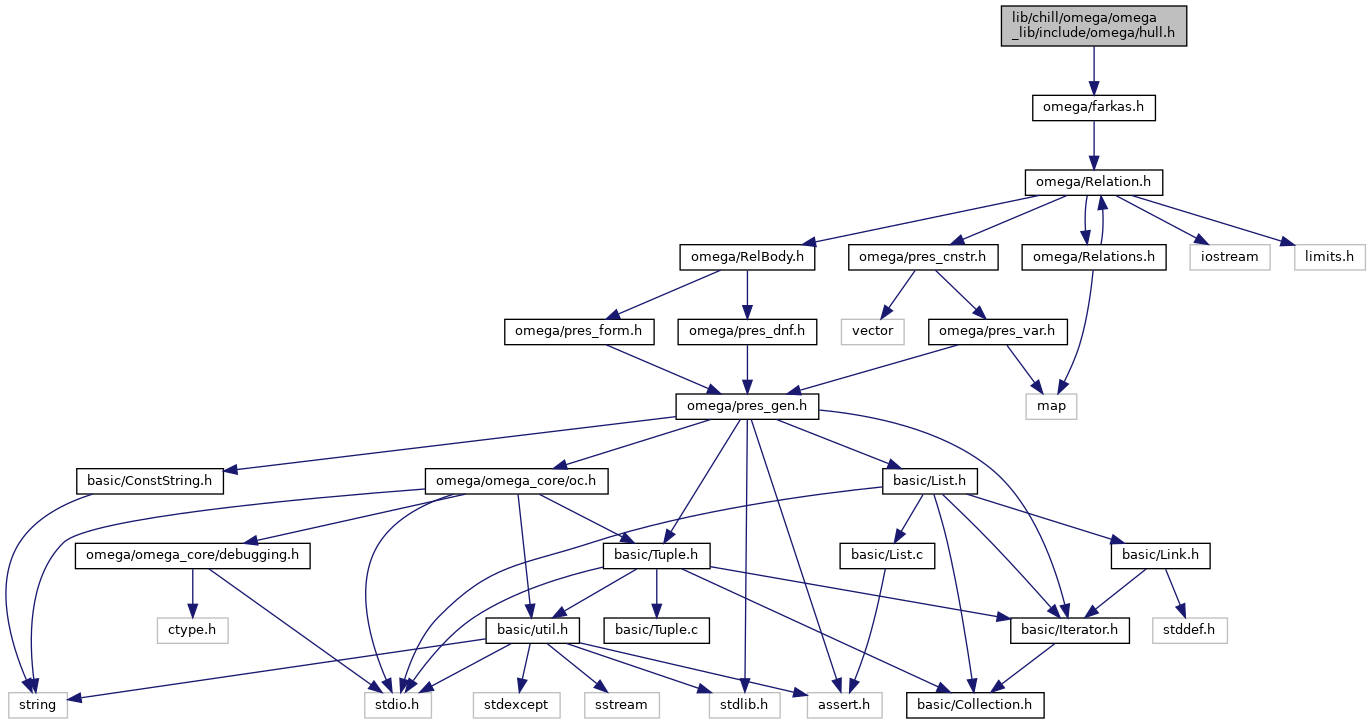 lib/chill/omega/omega
_lib/include/omega/hull.h
omega/farkas.h
omega/Relation.h
omega/RelBody.h
omega/pres_cnstr.h
omega/Relations.h
iostream
limits.h
omega/pres_form.h
omega/pres_dnf.h
vector
omega/pres_var.h
omega/pres_gen.h
map
basic/ConstString.h
omega/omega_core/oc.h
basic/List.h
omega/omega_core/debugging.h
basic/Tuple.h
basic/List.c
basic/Link.h
ctype.h
basic/util.h
basic/Tuple.c
basic/Iterator.h
stddef.h
string
stdio.h
stdexcept
sstream
stdlib.h
assert.h
basic/Collection.h